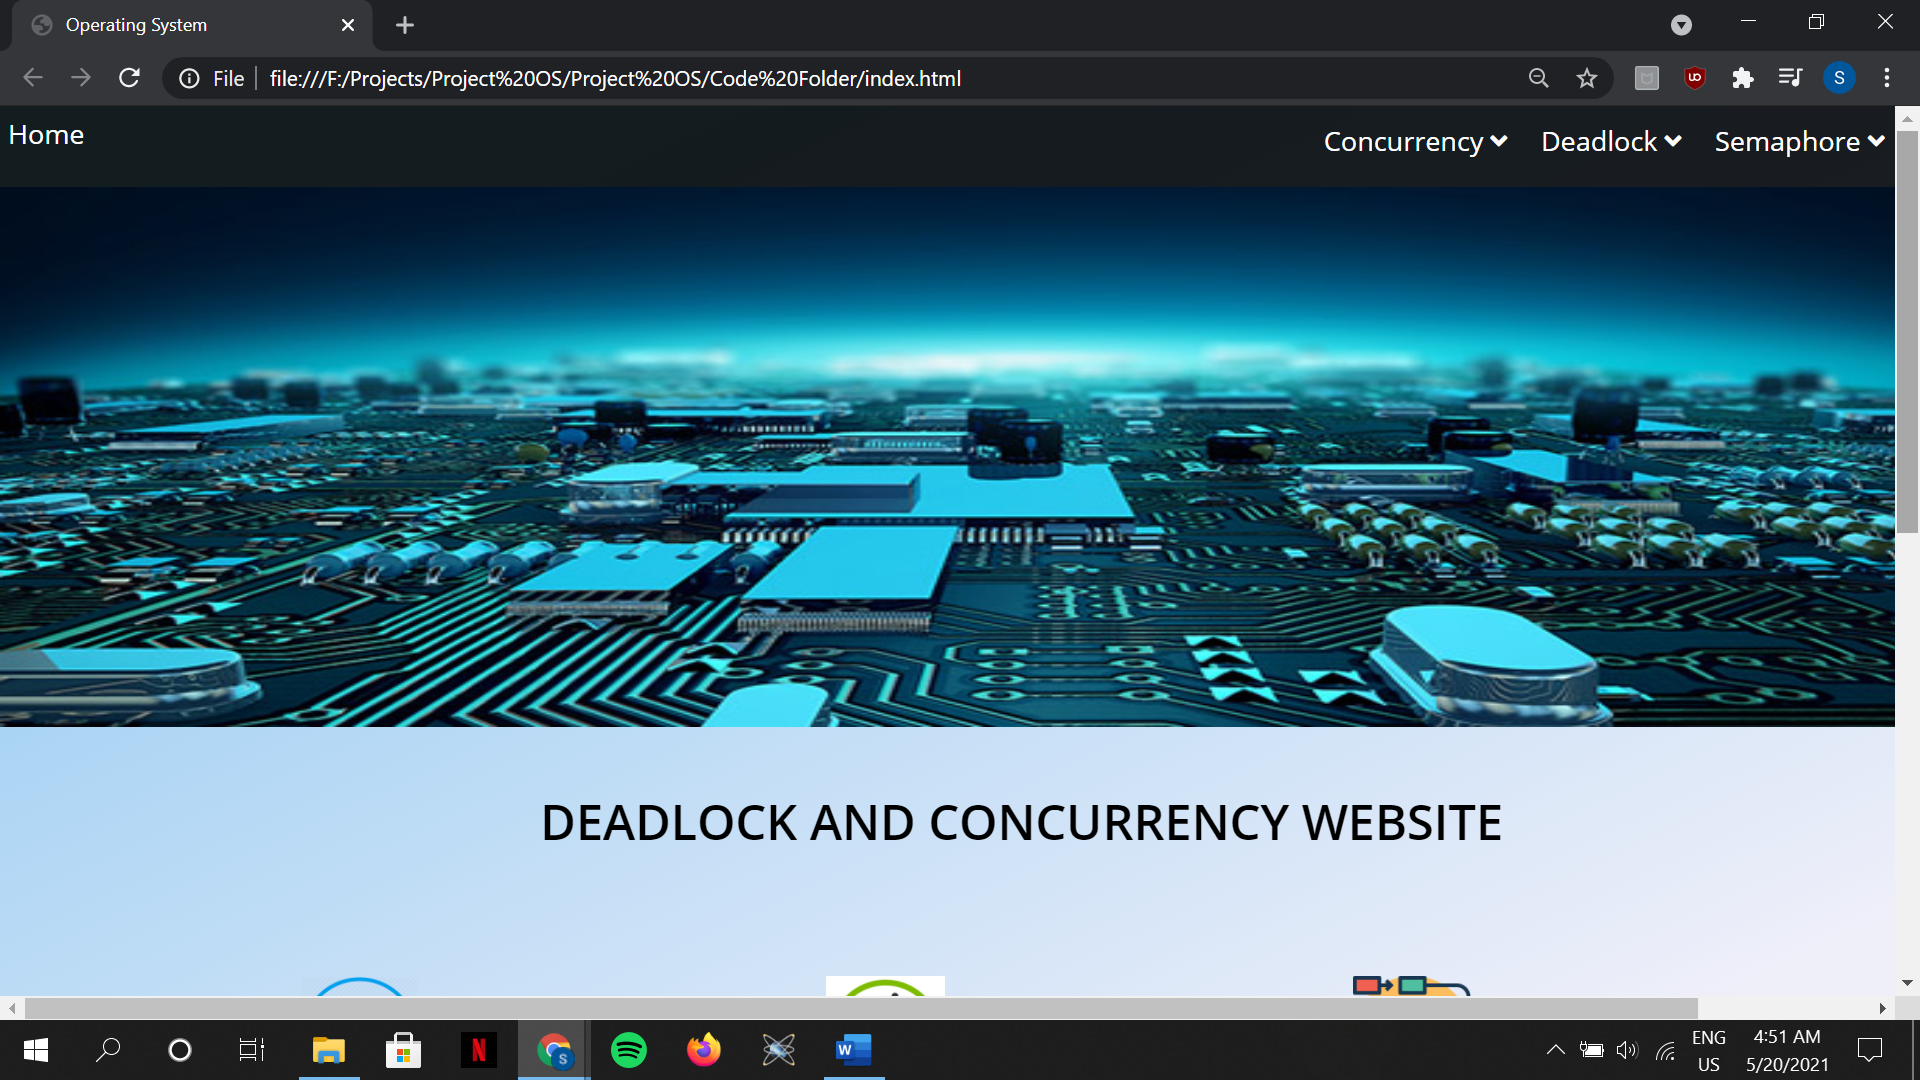 Operating System
File
file:///F:/Projects/Project%20OS/Project%20OS/Code%20Folder/index.html
S
Home
Concurrency
Deadlock
Semaphore
DEADLOCK AND CONCURRENCY WEBSITE
N
S
W
ENG
US
4:51 AM
5/20/2021